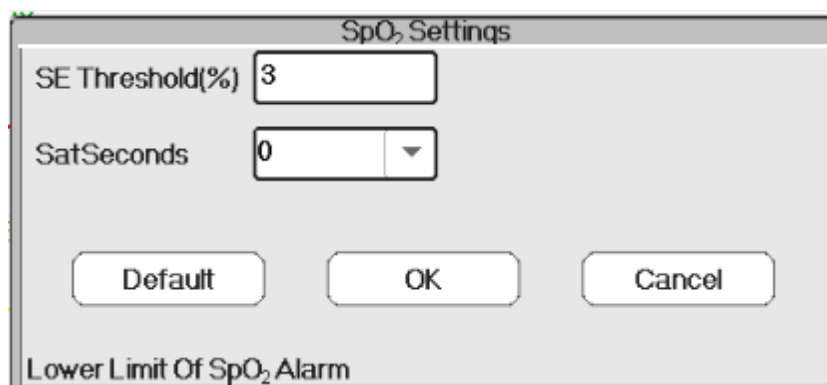 SpO₂ Settings
SE Threshold(%) 3
SatSeconds 0
Default OK Cancel
Lower Limit Of SpO₂ Alarm